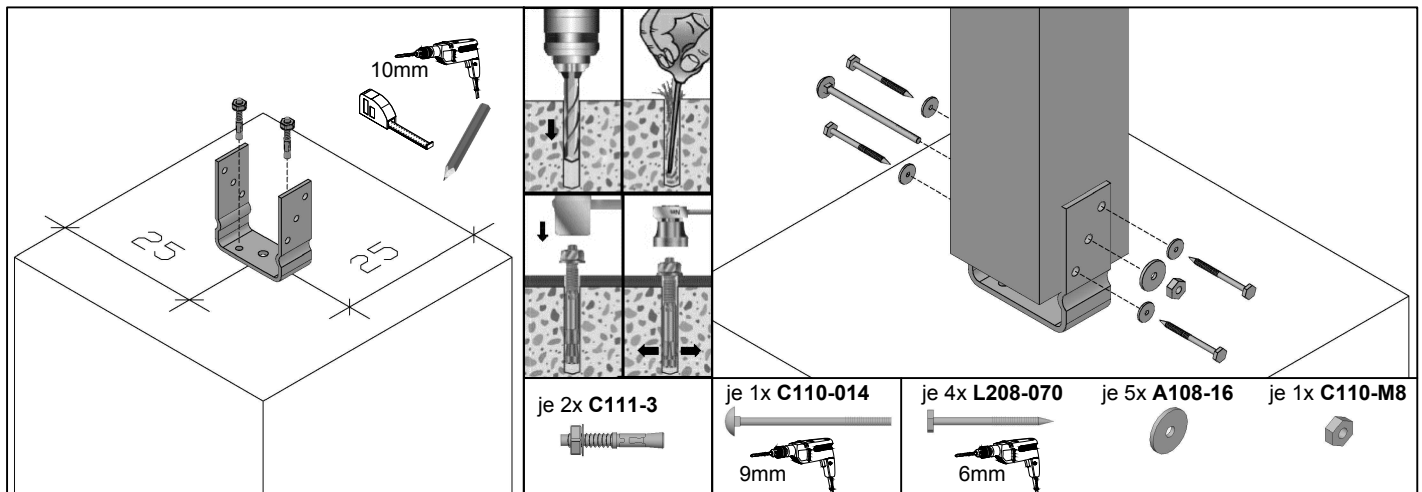 10mm
25
25
je 2x C111-3
je 1x C110-014
9mm
je 4x L208-070
6mm
je 5x A108-16
je 1x C110-M8